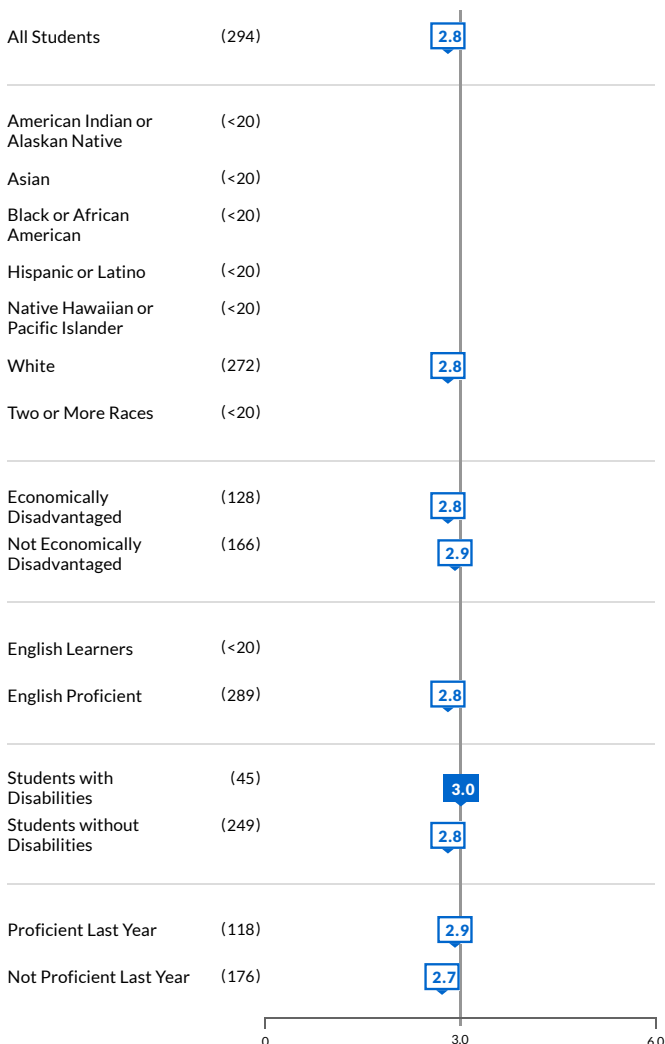 All Students (294) 2.8
American Indian or (<20)
Alaskan Native
Asian (<20)
Black or African (<20)
American
Hispanic or Latino (<20)
Native Hawaiian or (<20)
Pacific Islander
White (272) 2.8
Two or More Races (<20)
Economically (128) 2.8
Disadvantaged
Not Economically (166) 2.9
Disadvantaged
English Learners (<20)
English Proficient (289) 2.8
Students with (45) 3.0
Disabilities
Students without (249) 2.8
Disabilities
Proficient Last Year (118) 2.9
Not Proficient Last Year (176) 2.7
0 3.0 6.0